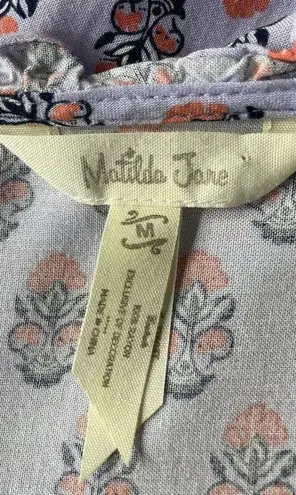 Matilda Jane
M
100% RAYON
EXCLUSIVE OF DECORATION
MADE IN CHINA